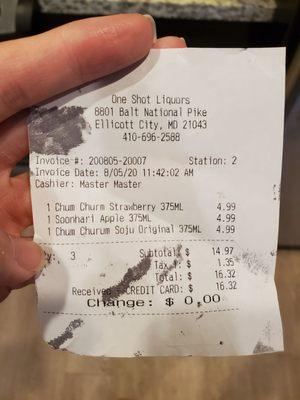 One Shot Liquors
8801 Balt National Pike
Ellicott City, MD 21043
410-696-2588
Invoice #: 200805-20007 Station: 2
Invoice Date: 8/05/20 11:42:02 AM
Cashier: Master Master
1 Chum Churm Strawberry 375ML 4.99
1 Soonhari Apple 375ML 4.99
1 Chum Churum Soju Original 375ML 4.99
3 Subtotal: $ 14.97
Tax 1: $ 1.35
Total: $ 16.32
Received - CREDIT CARD: $ 16.32
Change: $ 0.00